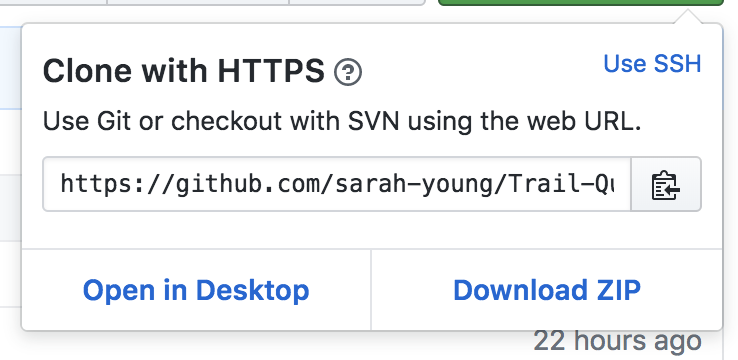 Clone with HTTPS ?
Use SSH
Use Git or checkout with SVN using the web URL.
https://github.com/sarah-young/Trail-Qu
Open in Desktop
Download ZIP
22 hours ago